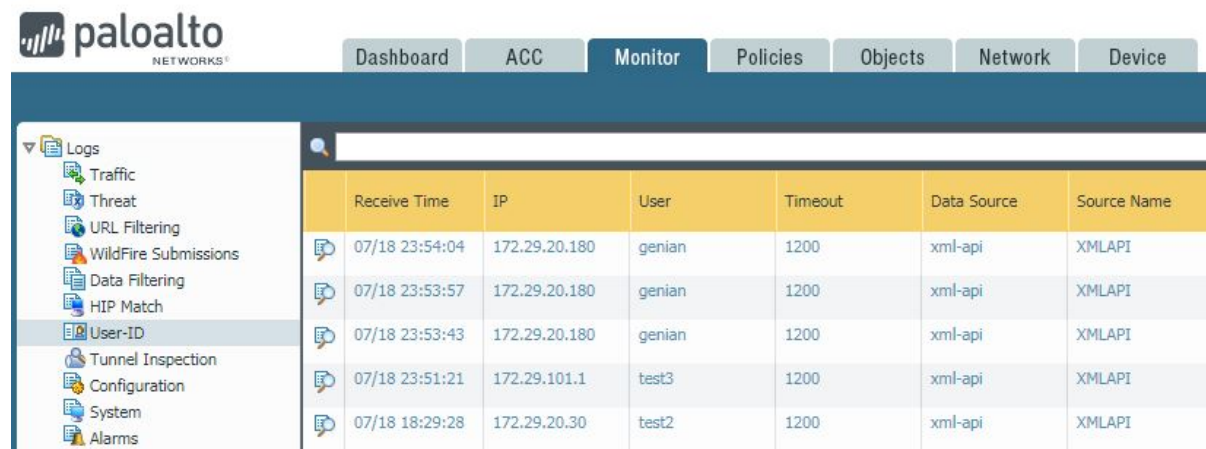 paloalto
NETWORKS®
Dashboard ACC Monitor Policies Objects Network Device
Logs
Traffic
Threat
URL Filtering
WildFire Submissions
Data Filtering
HIP Match
User-ID
Tunnel Inspection
Configuration
System
Alarms
Receive Time IP User Timeout Data Source Source Name
07/18 23:54:04 172.29.20.180 genian 1200 xml-api XMLAPI
07/18 23:53:57 172.29.20.180 genian 1200 xml-api XMLAPI
07/18 23:53:43 172.29.20.180 genian 1200 xml-api XMLAPI
07/18 23:51:21 172.29.101.1 test3 1200 xml-api XMLAPI
07/18 18:29:28 172.29.20.30 test2 1200 xml-api XMLAPI